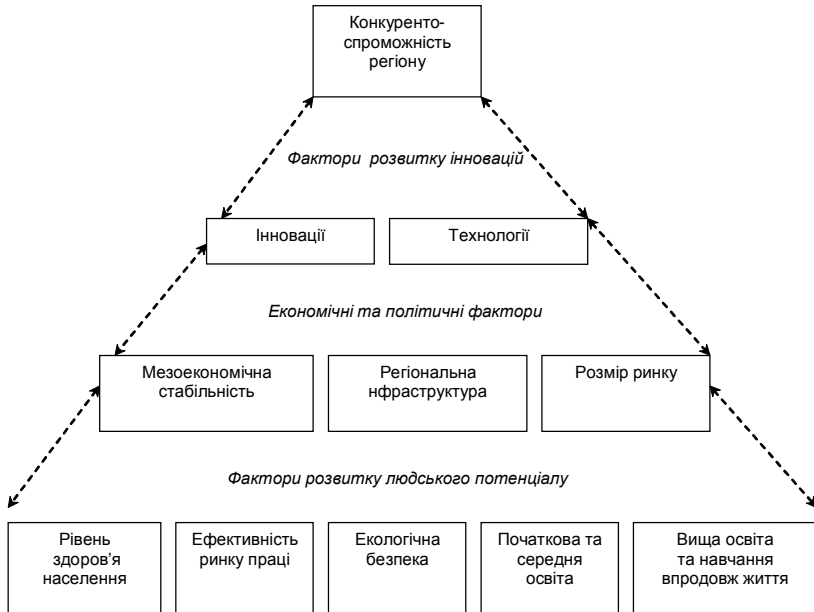 Конкуренто-
спроможність
регіону
Фактори розвитку інновацій
Інновації
Технології
Економічні та політичні фактори
Мезоекономічна
стабільність
Регіональна
нфраструктура
Розмір ринку
Фактори розвитку людського потенціалу
Рівень
здоров’я
населення
Ефективність
ринку праці
Екологічна
безпека
Початкова та
середня
освіта
Вища освіта
та навчання
впродовж життя